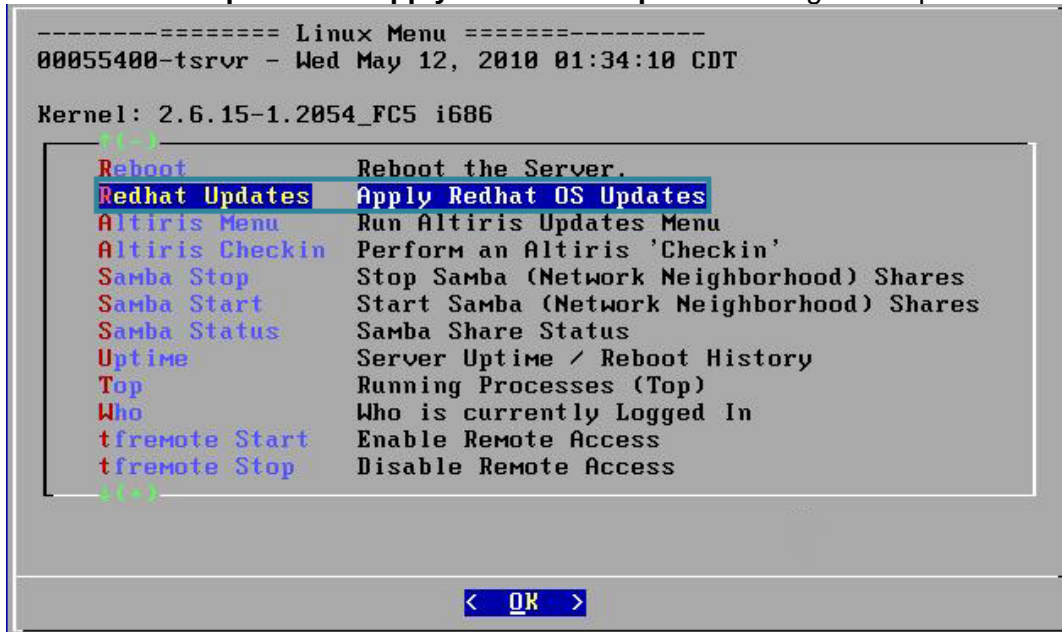 --------======== Linux Menu =======---------
00055400-tsrvr - Wed May 12, 2010 01:34:10 CDT
Kernel: 2.6.15-1.2054_FC5 i686
↑(-)
Reboot Reboot the Server.
Redhat Updates Apply Redhat OS Updates
Altiris Menu Run Altiris Updates Menu
Altiris Checkin Perform an Altiris 'Checkin'
Samba Stop Stop Samba (Network Neighborhood) Shares
Samba Start Start Samba (Network Neighborhood) Shares
Samba Status Samba Share Status
Uptime Server Uptime / Reboot History
Top Running Processes (Top)
Who Who is currently Logged In
tfremote Start Enable Remote Access
tfremote Stop Disable Remote Access
↓(+)
< OK >